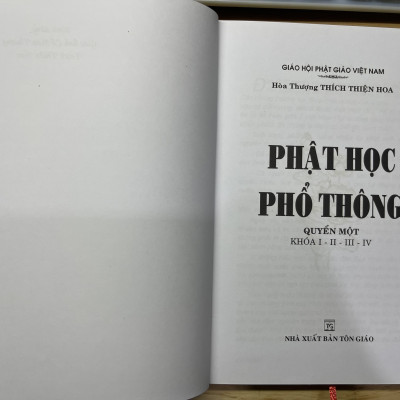 GIÁO HỘI PHẬT GIÁO VIỆT NAM
Hòa Thượng THÍCH THIỆN HOA
PHẬT HỌC
PHỔ THÔNG
QUYỂN MỘT
KHÓA I - II - III - IV
NHÀ XUẤT BẢN TÔN GIÁO